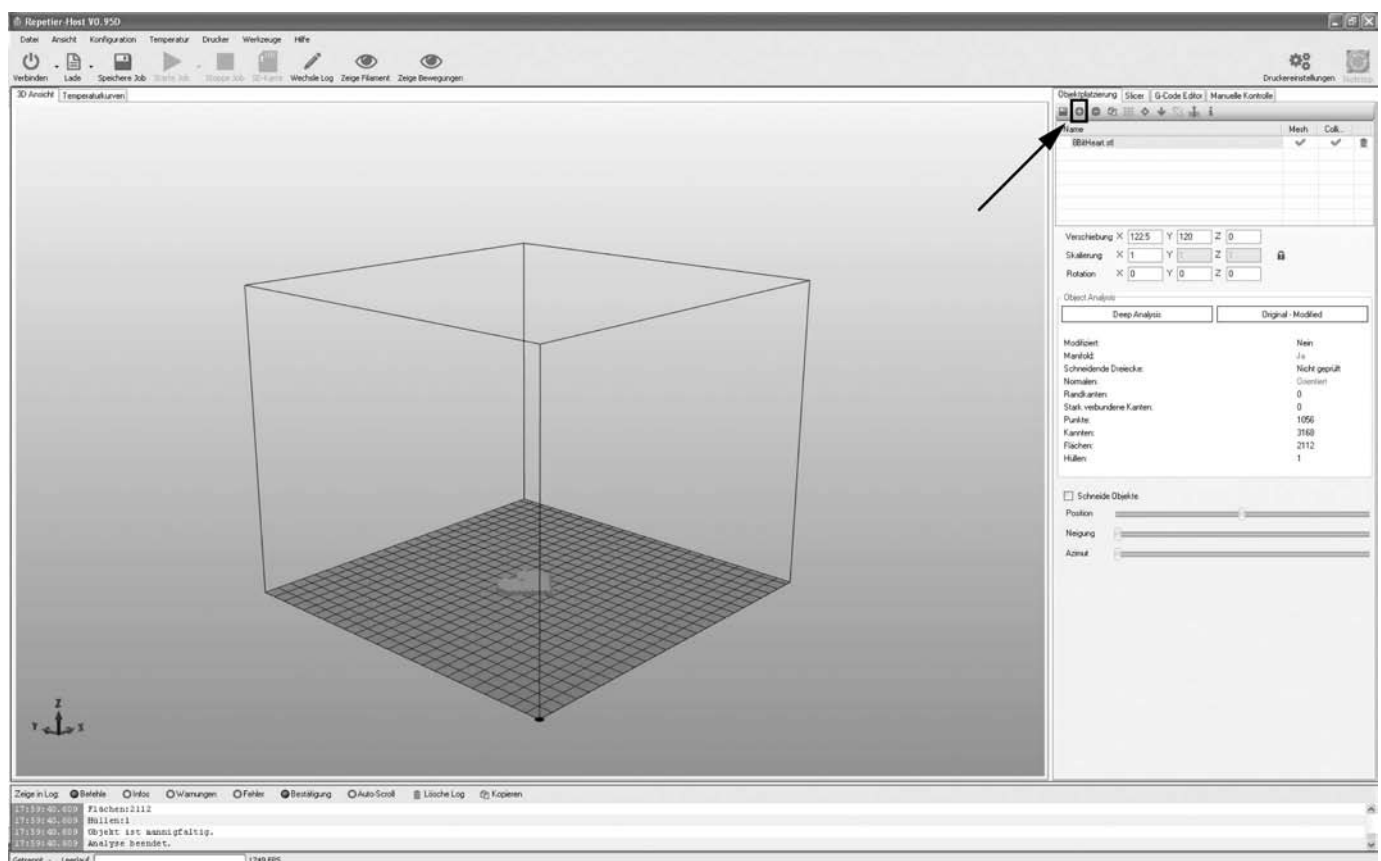 Repetier-Host V0.95D
Datei Ansicht Konfiguration Temperatur Drucker Werkzeuge Hilfe
Verbinden Lade Speichere Job Starte Job Stoppe Job SD-Karte Wechsle Log Zeige Filament Zeige Bewegungen Druckereinstellungen
3D Ansicht Temperaturkurven Objektplatzierung Slicer G-Code Editor Manuelle Kontrolle
Name Mesh Colli...
8BitHeart.stl
Verschiebung X 122.5 Y 120 Z 0
Skalierung X 1 Y 1 Z 1
Rotation X 0 Y 0 Z 0
Object Analysis
Deep Analysis Original - Modified
Modifiziert: Nein
Manifold: Ja
Schneidende Dreiecke: Nicht geprüft
Normalen: Orientiert
Randkanten: 0
Stark verbundene Kanten: 0
Punkte: 1056
Kannten: 3168
Flächen: 2112
Hüllen: 1
Schneide Objekte
Position
Neigung
Azimut
Z
Y X
Zeige in Log: Befehle Infos Warnungen Fehler Bestätigung Auto-Scroll Lösche Log Kopieren
17:59:40.609 Flächen:2112
17:59:40.609 Hüllen:1
17:59:40.609 Objekt ist mannigfaltig.
17:59:40.609 Analyse beendet.
Getrennt - Leerlauf 1249 FPS